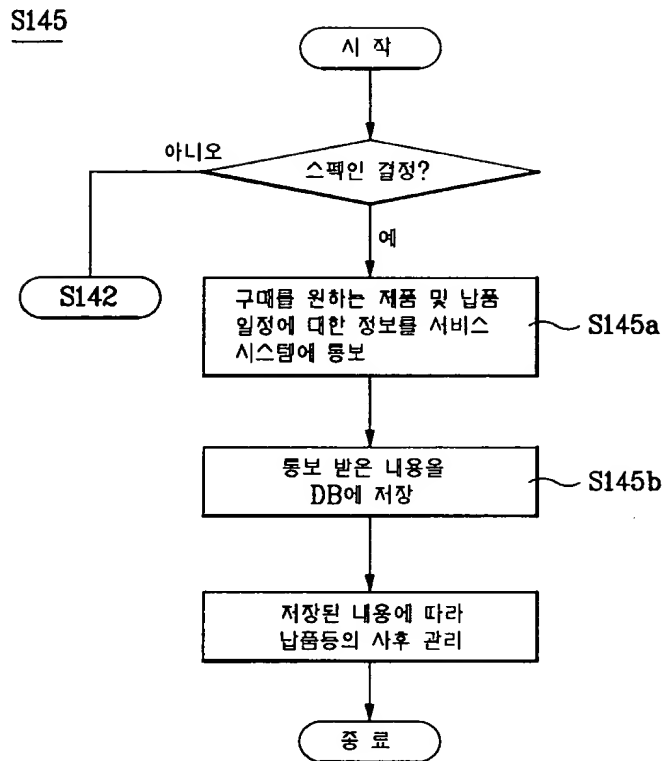 S145
시 작
아니오
스펙인 결정?
예
S142
구매를 원하는 제품 및 납품
일정에 대한 정보를 서비스
시스템에 통보
S145a
통보 받은 내용을
DB에 저장
S145b
저장된 내용에 따라
납품등의 사후 관리
종 료